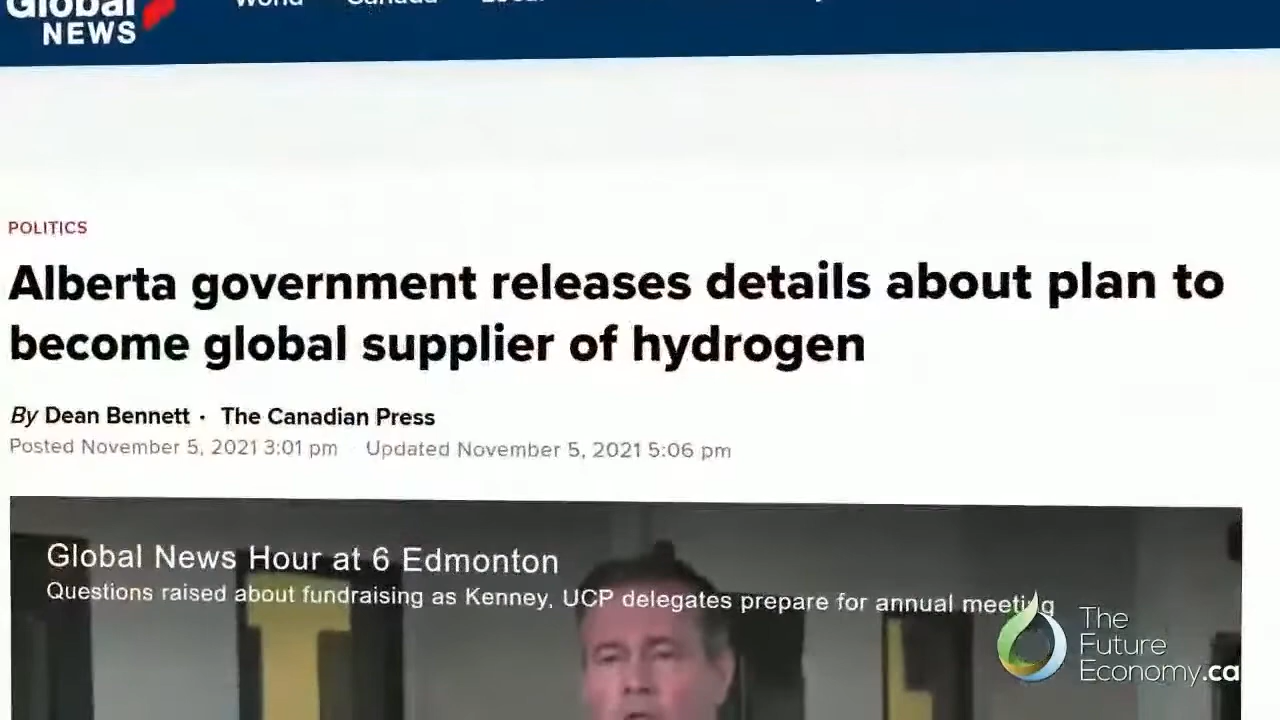 Global
NEWS
World Canada Local
POLITICS
Alberta government releases details about plan to
become global supplier of hydrogen
By Dean Bennett · The Canadian Press
Posted November 5, 2021 3:01 pm · Updated November 5, 2021 5:06 pm
Global News Hour at 6 Edmonton
Questions raised about fundraising as Kenney, UCP delegates prepare for annual meeting
The
Future
Economy.ca